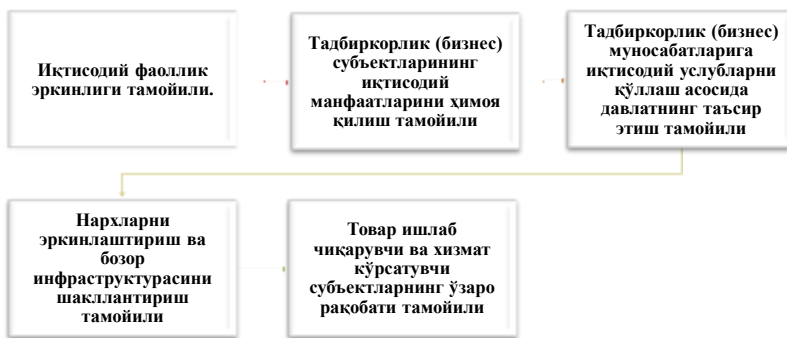 Иқтисодий фаоллик
эркинлиги тамойили.
Тадбиркорлик (бизнес)
субъектларининг
иқтисодий
манфаатларини ҳимоя
қилиш тамойили
Тадбиркорлик (бизнес)
муносабатларига
иқтисодий услубларни
қўллаш асосида
давлатнинг таъсир
этиш тамойили
Нархларни
эркинлаштириш ва
бозор
инфраструктурасини
шакллантириш
тамойили
Товар ишлаб
чиқарувчи ва хизмат
кўрсатувчи
субъектларнинг ўзаро
рақобати тамойили